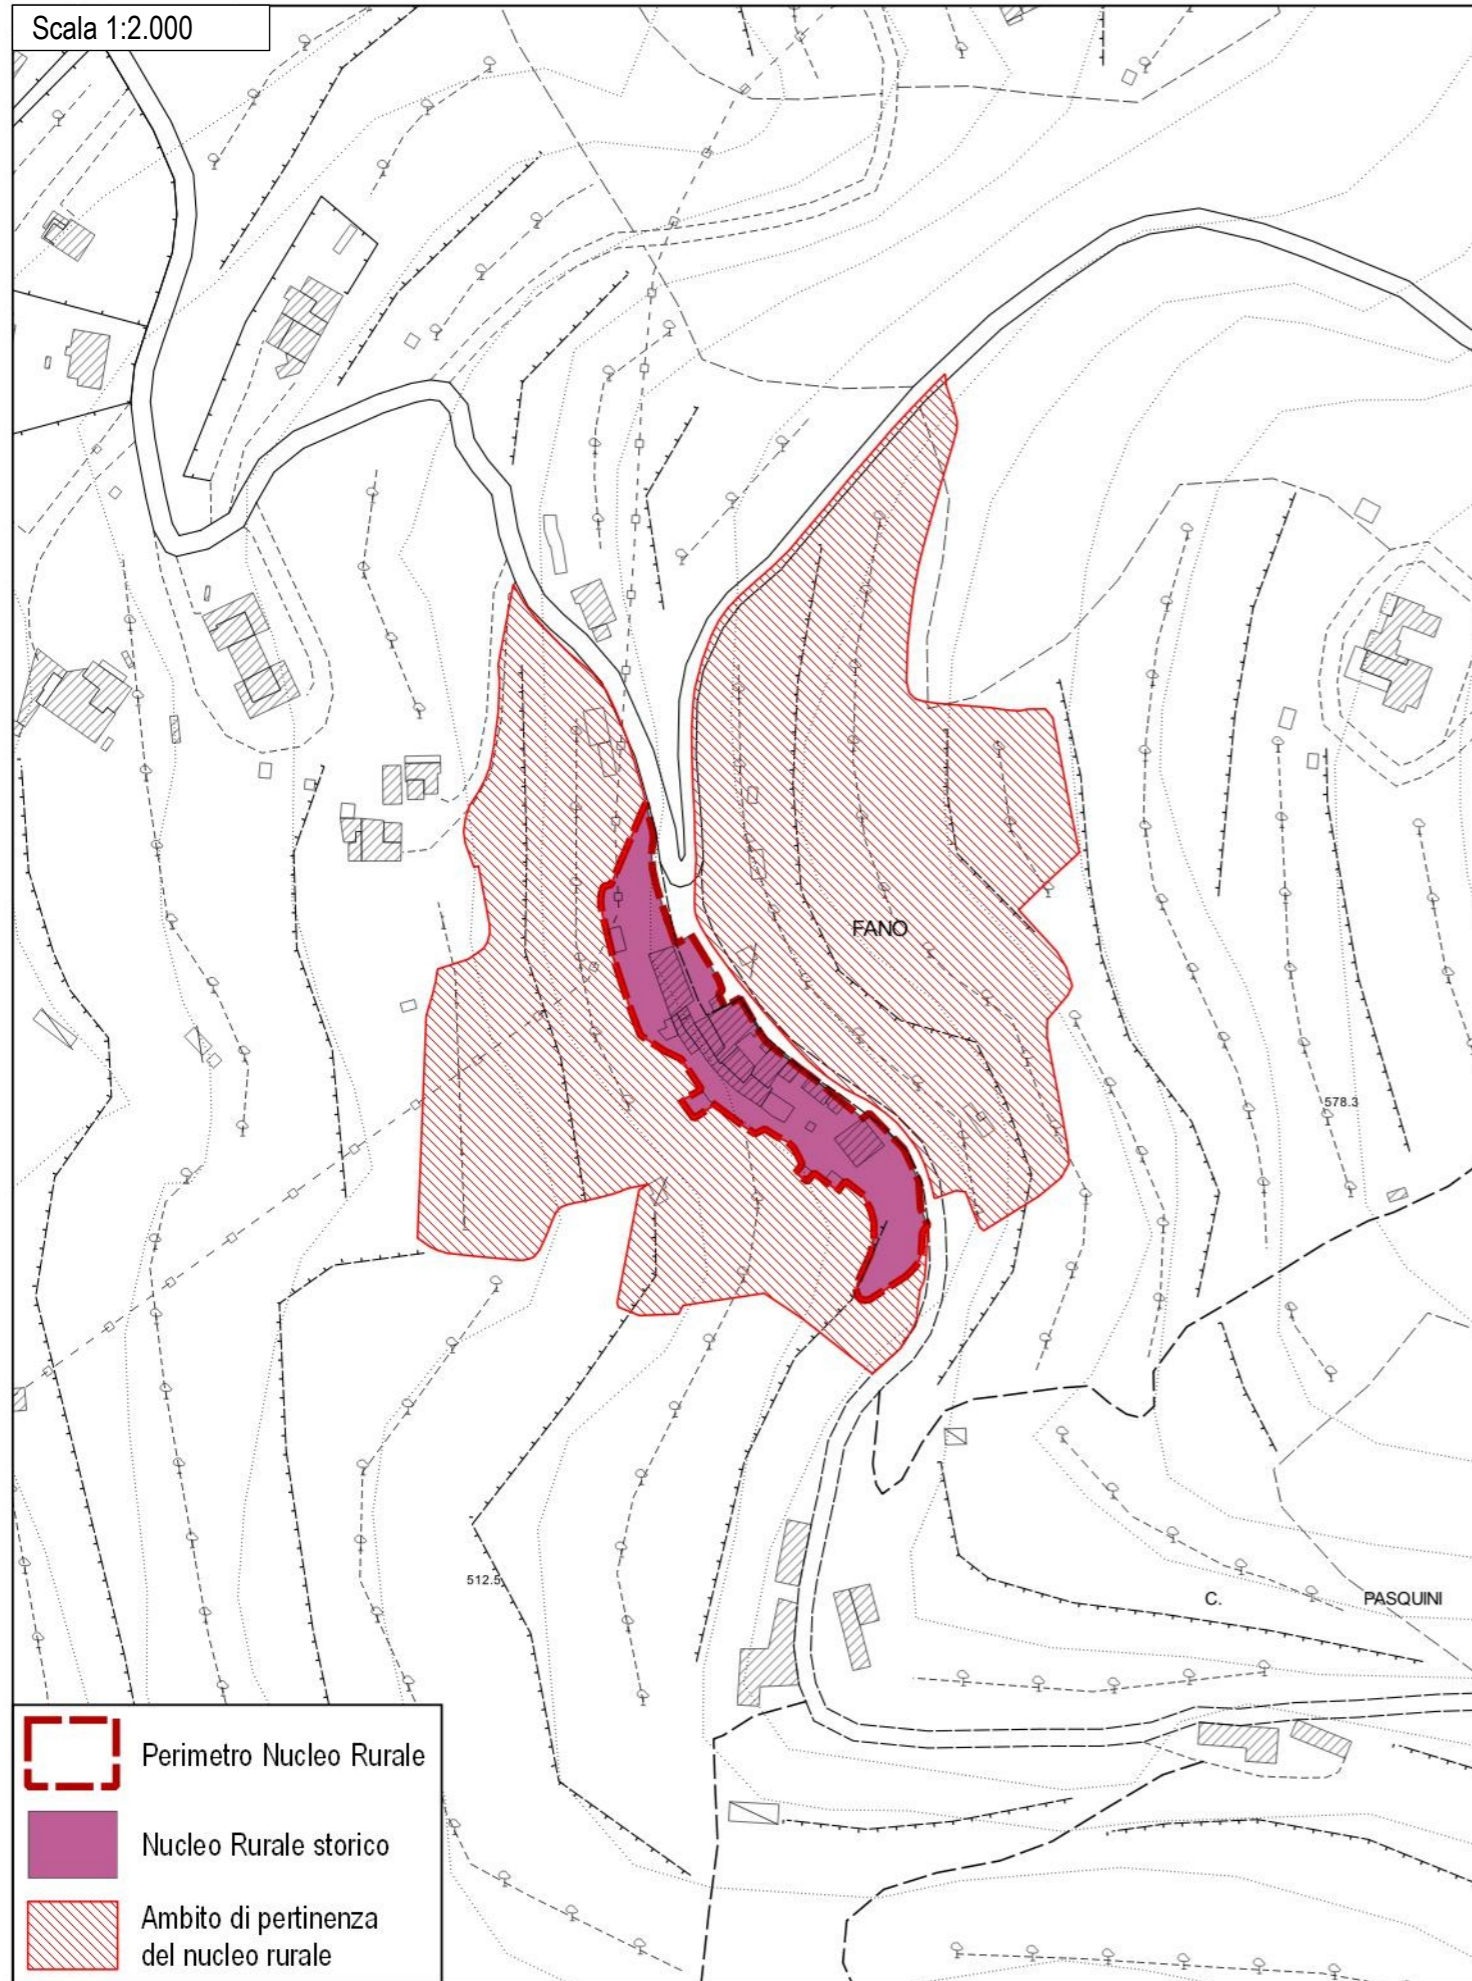 Scala 1:2.000
FANO
578.3
512.5
C. PASQUINI
Perimetro Nucleo Rurale
Nucleo Rurale storico
Ambito di pertinenza
del nucleo rurale